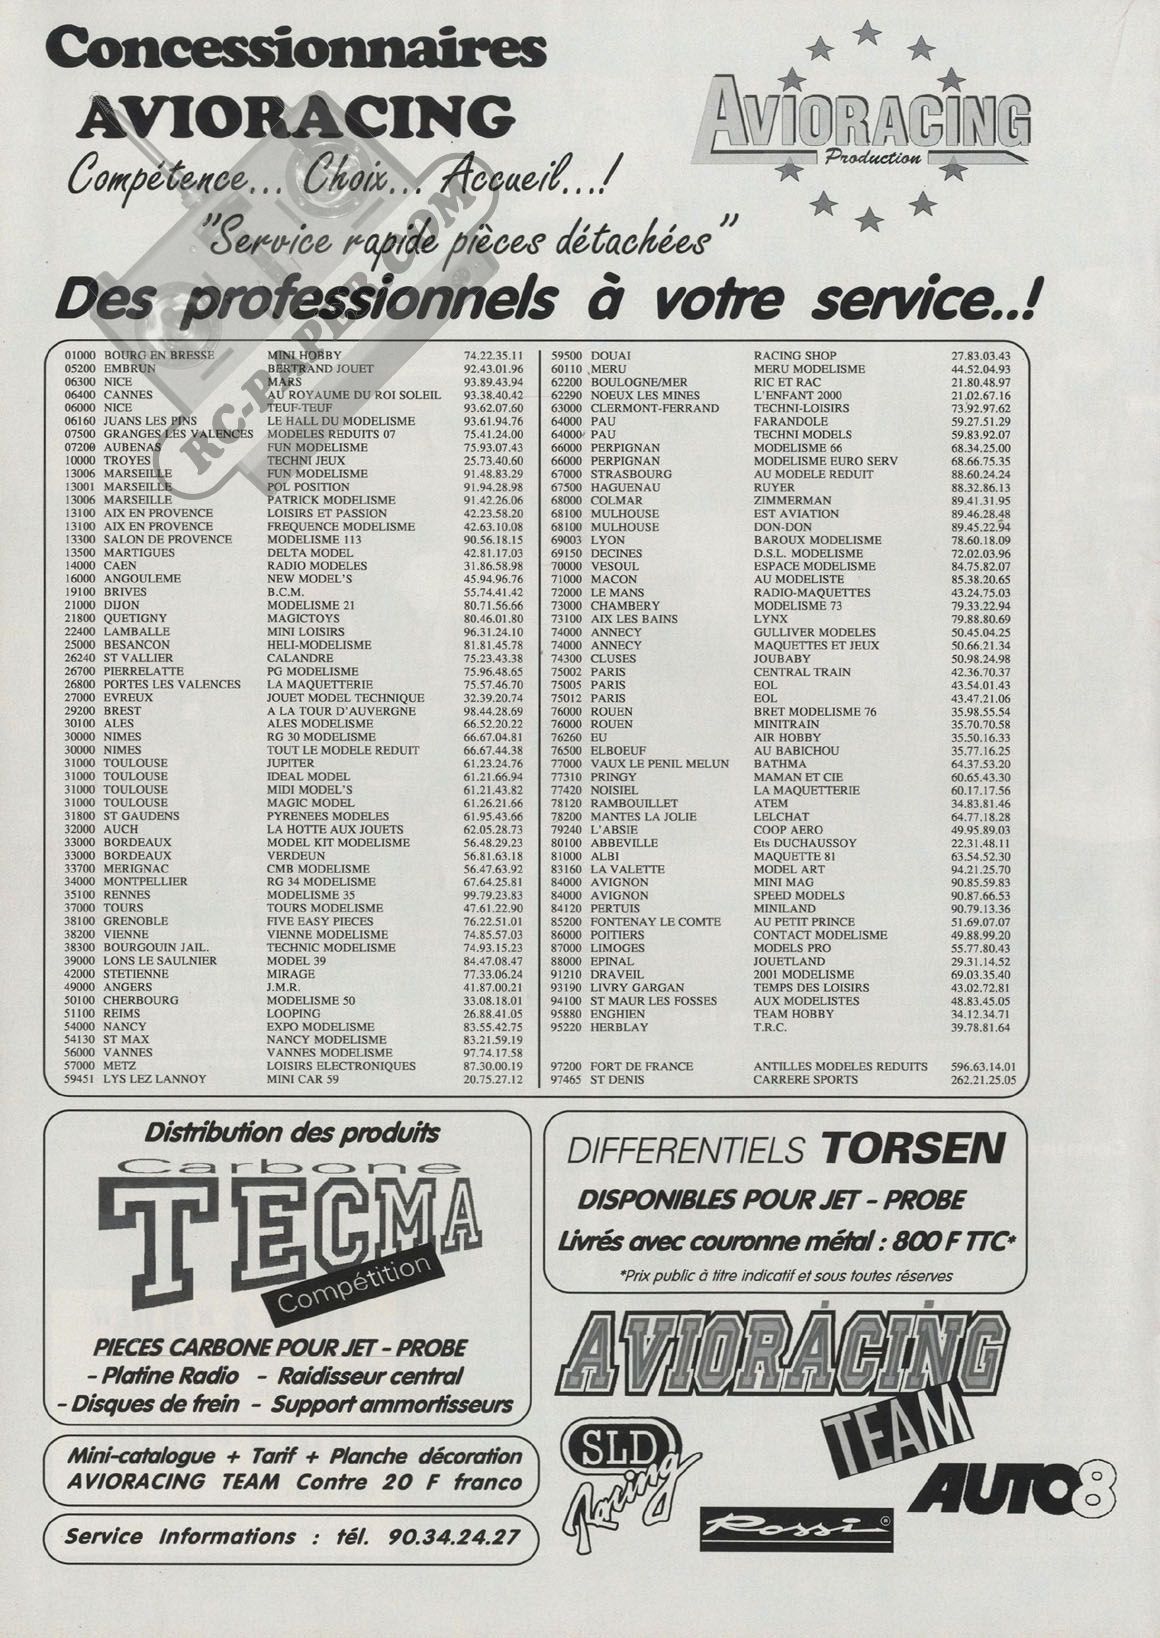 Concessionnaires
AVIORACING
AVIORACING
Production
Compétence... Choix... Accueil...!
"Service rapide pièces détachées"
Des professionnels à votre service..!
RC-PAPER.COM
01000 BOURG EN BRESSE MINI HOBBY 74.22.35.11
05200 EMBRUN BERTRAND JOUET 92.43.01.96
06300 NICE MARS 93.89.43.94
06400 CANNES AU ROYAUME DU ROI SOLEIL 93.38.40.42
06000 NICE TEUF-TEUF 93.62.07.60
06160 JUANS LES PINS LE HALL DU MODELISME 93.61.94.76
07500 GRANGES LES VALENCES MODELES REDUITS 07 75.41.24.00
07200 AUBENAS FUN MODELISME 75.93.07.43
10000 TROYES TECHNI JEUX 25.73.40.60
13006 MARSEILLE FUN MODELISME 91.48.83.29
13001 MARSEILLE POL POSITION 91.94.28.98
13006 MARSEILLE PATRICK MODELISME 91.42.26.06
13100 AIX EN PROVENCE LOISIRS ET PASSION 42.23.58.20
13100 AIX EN PROVENCE FREQUENCE MODELISME 42.63.10.08
13300 SALON DE PROVENCE MODELISME 113 90.56.18.15
13500 MARTIGUES DELTA MODEL 42.81.17.03
14000 CAEN RADIO MODELES 31.86.58.98
16000 ANGOULEME NEW MODEL'S 45.94.96.76
19100 BRIVES B.C.M. 55.74.41.42
21000 DIJON MODELISME 21 80.71.56.66
21800 QUETIGNY MAGICTOYS 80.46.01.80
22400 LAMBALLE MINI LOISIRS 96.31.24.10
25000 BESANCON HELI-MODELISME 81.81.45.78
26240 ST VALLIER CALANDRE 75.23.43.38
26700 PIERRELATTE PG MODELISME 75.96.48.65
26800 PORTES LES VALENCES LA MAQUETTERIE 75.57.46.70
27000 EVREUX JOUET MODEL TECHNIQUE 32.39.20.74
29200 BREST A LA TOUR D'AUVERGNE 98.44.28.69
30100 ALES ALES MODELISME 66.52.20.22
30000 NIMES RG 30 MODELISME 66.67.04.81
30000 NIMES TOUT LE MODELE REDUIT 66.67.44.38
31000 TOULOUSE JUPITER 61.23.24.76
31000 TOULOUSE IDEAL MODEL 61.21.66.94
31000 TOULOUSE MIDI MODEL'S 61.21.43.82
31000 TOULOUSE MAGIC MODEL 61.26.21.66
31800 ST GAUDENS PYRENEES MODELES 61.95.43.66
32000 AUCH LA HOTTE AUX JOUETS 62.05.28.73
33000 BORDEAUX MODEL KIT MODELISME 56.48.29.23
33000 BORDEAUX VERDEUN 56.81.63.18
33700 MERIGNAC CMB MODELISME 56.47.63.92
34000 MONTPELLIER RG 34 MODELISME 67.64.25.81
35100 RENNES MODELISME 35 99.79.23.83
37000 TOURS TOURS MODELISME 47.61.22.90
38100 GRENOBLE FIVE EASY PIECES 76.22.51.01
38200 VIENNE VIENNE MODELISME 74.85.57.03
38300 BOURGOUIN JAIL. TECHNIC MODELISME 74.93.15.23
39000 LONS LE SAULNIER MODEL 39 84.47.08.47
42000 STETIENNE MIRAGE 77.33.06.24
49000 ANGERS J.M.R. 41.87.00.21
50100 CHERBOURG MODELISME 50 33.08.18.01
51100 REIMS LOOPING 26.88.41.05
54000 NANCY EXPO MODELISME 83.55.42.75
54130 ST MAX NANCY MODELISME 83.21.59.19
56000 VANNES VANNES MODELISME 97.74.17.58
57000 METZ LOISIRS ELECTRONIQUES 87.30.00.19
59451 LYS LEZ LANNOY MINI CAR 59 20.75.27.12
59500 DOUAI RACING SHOP 27.83.03.43
60110 MERU MERU MODELISME 44.52.04.93
62200 BOULOGNE/MER RIC ET RAC 21.80.48.97
62290 NOEUX LES MINES L'ENFANT 2000 21.02.67.16
63000 CLERMONT-FERRAND TECHNI-LOISIRS 73.92.97.62
64000 PAU FARANDOLE 59.27.51.29
64000 PAU TECHNI MODELS 59.83.92.07
66000 PERPIGNAN MODELISME 66 68.34.25.00
66000 PERPIGNAN MODELISME EURO SERV 68.66.75.35
67000 STRASBOURG AU MODELE REDUIT 88.60.24.24
67500 HAGUENAU RUYER 88.32.86.13
68000 COLMAR ZIMMERMAN 89.41.31.95
68100 MULHOUSE EST AVIATION 89.46.28.48
68100 MULHOUSE DON-DON 89.45.22.94
69003 LYON BAROUX MODELISME 78.60.18.09
69150 DECINES D.S.L. MODELISME 72.02.03.96
70000 VESOUL ESPACE MODELISME 84.75.82.07
71000 MACON AU MODELISTE 85.38.20.65
72000 LE MANS RADIO-MAQUETTES 43.24.75.03
73000 CHAMBERY MODELISME 73 79.33.22.94
73100 AIX LES BAINS LYNX 79.88.80.69
74000 ANNECY GULLIVER MODELES 50.45.04.25
74000 ANNECY MAQUETTES ET JEUX 50.66.21.34
74300 CLUSES JOUBABY 50.98.24.98
75002 PARIS CENTRAL TRAIN 42.36.70.37
75005 PARIS EOL 43.54.01.43
75012 PARIS EOL 43.47.21.06
76000 ROUEN BRET MODELISME 76 35.98.55.54
76000 ROUEN MINITRAIN 35.70.70.58
76260 EU AIR HOBBY 35.50.16.33
76500 ELBOEUF AU BABICHOU 35.77.16.25
77000 VAUX LE PENIL MELUN BATHMA 64.37.53.20
77310 PRINGY MAMAN ET CIE 60.65.43.30
77420 NOISIEL LA MAQUETTERIE 60.17.17.56
78120 RAMBOUILLET ATEM 34.83.81.46
78200 MANTES LA JOLIE LELCHAT 64.77.18.28
79240 L'ABSIE COOP AERO 49.95.89.03
80100 ABBEVILLE Ets DUCHAUSSOY 22.31.48.11
81000 ALBI MAQUETTE 81 63.54.52.30
83160 LA VALETTE MODEL ART 94.21.25.70
84000 AVIGNON MINI MAG 90.85.59.83
84000 AVIGNON SPEED MODELS 90.87.66.53
84120 PERTUIS MINILAND 90.79.13.36
85200 FONTENAY LE COMTE AU PETIT PRINCE 51.69.07.07
86000 POITIERS CONTACT MODELISME 49.88.99.20
87000 LIMOGES MODELS PRO 55.77.80.43
88000 EPINAL JOUETLAND 29.31.14.52
91210 DRAVEIL 2001 MODELISME 69.03.35.40
93190 LIVRY GARGAN TEMPS DES LOISIRS 43.02.72.81
94100 ST MAUR LES FOSSES AUX MODELISTES 48.83.45.05
95880 ENGHIEN TEAM HOBBY 34.12.34.71
95220 HERBLAY T.R.C. 39.78.81.64
97200 FORT DE FRANCE ANTILLES MODELES REDUITS 596.63.14.01
97465 ST DENIS CARRERE SPORTS 262.21.25.05
Distribution des produits
Carbone
TECMA
Compétition
PIECES CARBONE POUR JET - PROBE
- Platine Radio - Raidisseur central
- Disques de frein - Support ammortisseurs
Mini-catalogue + Tarif + Planche décoration
AVIORACING TEAM Contre 20 F franco
Service Informations : tél. 90.34.24.27
DIFFERENTIELS TORSEN
DISPONIBLES POUR JET - PROBE
Livrés avec couronne métal : 800 F TTC*
*Prix public à titre indicatif et sous toutes réserves
AVIORACING
TEAM
SLD
Racing
AUTO8
Rossi®